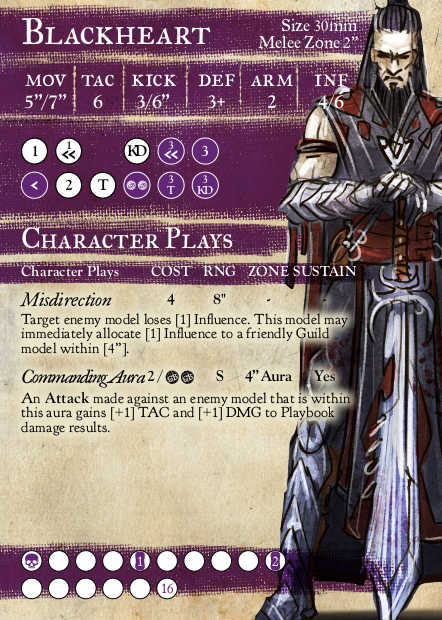 Blackheart
Size 30mm
Melee Zone 2”
MOV TAC KICK DEF ARM INF
5”/7” 6 3/6” 3+ 2 4/6
1 1 << KD 3 << 3
< 2 T 3 T 3 KD
Character Plays
Character Plays COST RNG ZONE SUSTAIN
Misdirection 4 8" - -
Target enemy model loses [1] Influence. This model may
immediately allocate [1] Influence to a friendly Guild
model within [4”].
Commanding Aura 2 / S 4” Aura Yes
An Attack made against an enemy model that is within
this aura gains [+1] TAC and [+1] DMG to Playbook
damage results.
1 2
16